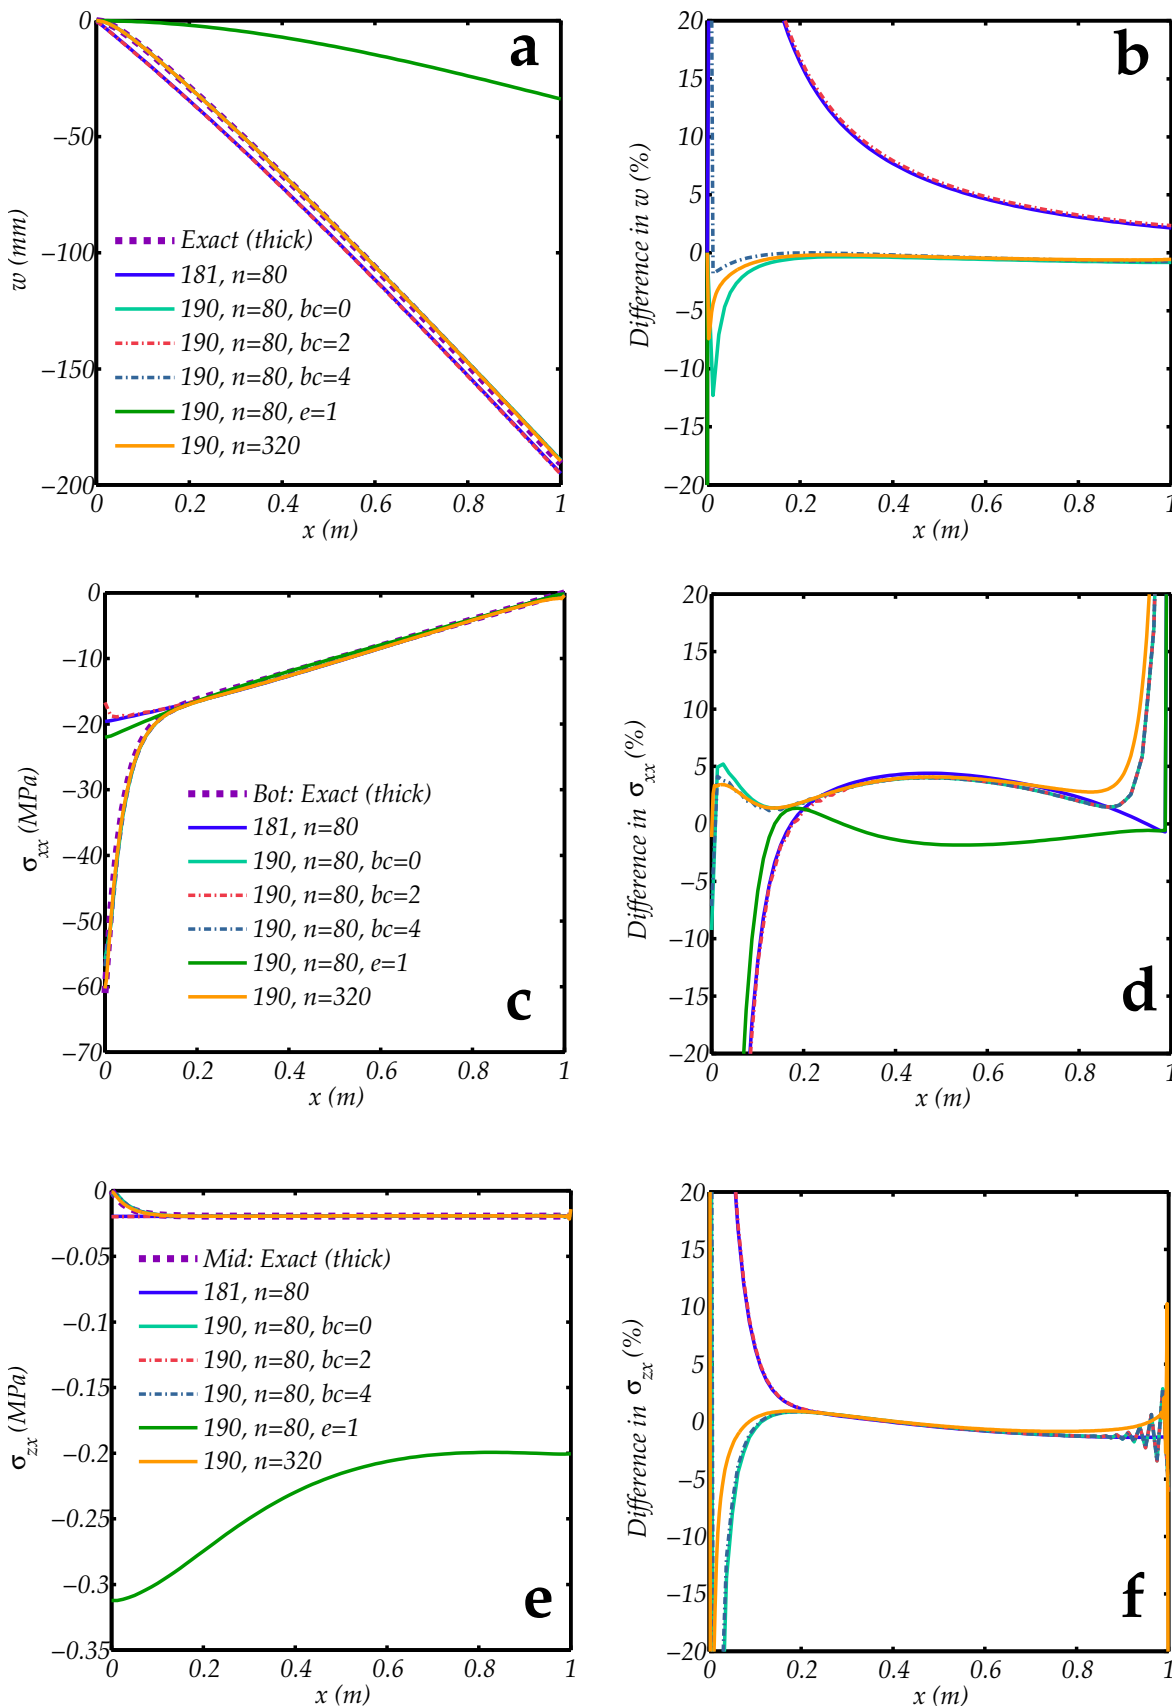 a
w (mm)
0
−50
−100
−150
−200
Exact (thick)
181, n=80
190, n=80, bc=0
190, n=80, bc=2
190, n=80, bc=4
190, n=80, e=1
190, n=320
0 0.2 0.4 0.6 0.8 1
x (m)
b
Difference in w (%)
20
15
10
5
0
−5
−10
−15
−20
0 0.2 0.4 0.6 0.8 1
x (m)
c
σxx (MPa)
0
−10
−20
−30
−40
−50
−60
−70
Bot: Exact (thick)
181, n=80
190, n=80, bc=0
190, n=80, bc=2
190, n=80, bc=4
190, n=80, e=1
190, n=320
0 0.2 0.4 0.6 0.8 1
x (m)
d
Difference in σxx (%)
20
15
10
5
0
−5
−10
−15
−20
0 0.2 0.4 0.6 0.8 1
x (m)
e
σzx (MPa)
0
−0.05
−0.1
−0.15
−0.2
−0.25
−0.3
−0.35
Mid: Exact (thick)
181, n=80
190, n=80, bc=0
190, n=80, bc=2
190, n=80, bc=4
190, n=80, e=1
190, n=320
0 0.2 0.4 0.6 0.8 1
x (m)
f
Difference in σzx (%)
20
15
10
5
0
−5
−10
−15
−20
0 0.2 0.4 0.6 0.8 1
x (m)